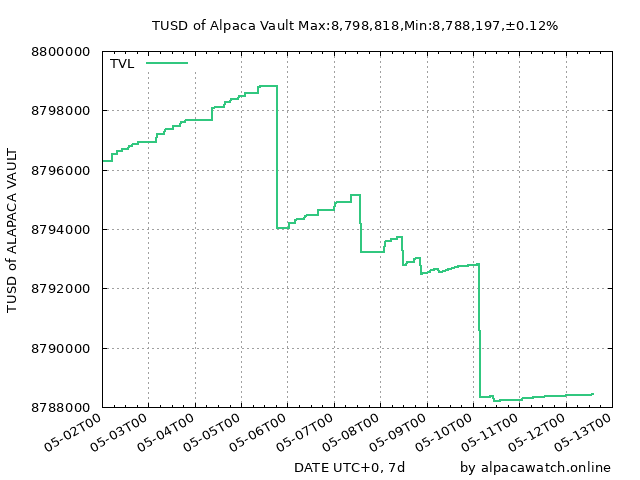 TUSD of Alpaca Vault Max:8,798,818,Min:8,788,197,±0.12%
TVL
TUSD of ALAPACA VAULT
8800000
8798000
8796000
8794000
8792000
8790000
8788000
05-02T00
05-03T00
05-04T00
05-05T00
05-06T00
05-07T00
05-08T00
05-09T00
05-10T00
05-11T00
05-12T00
05-13T00
DATE UTC+0, 7d
by alpacawatch.online